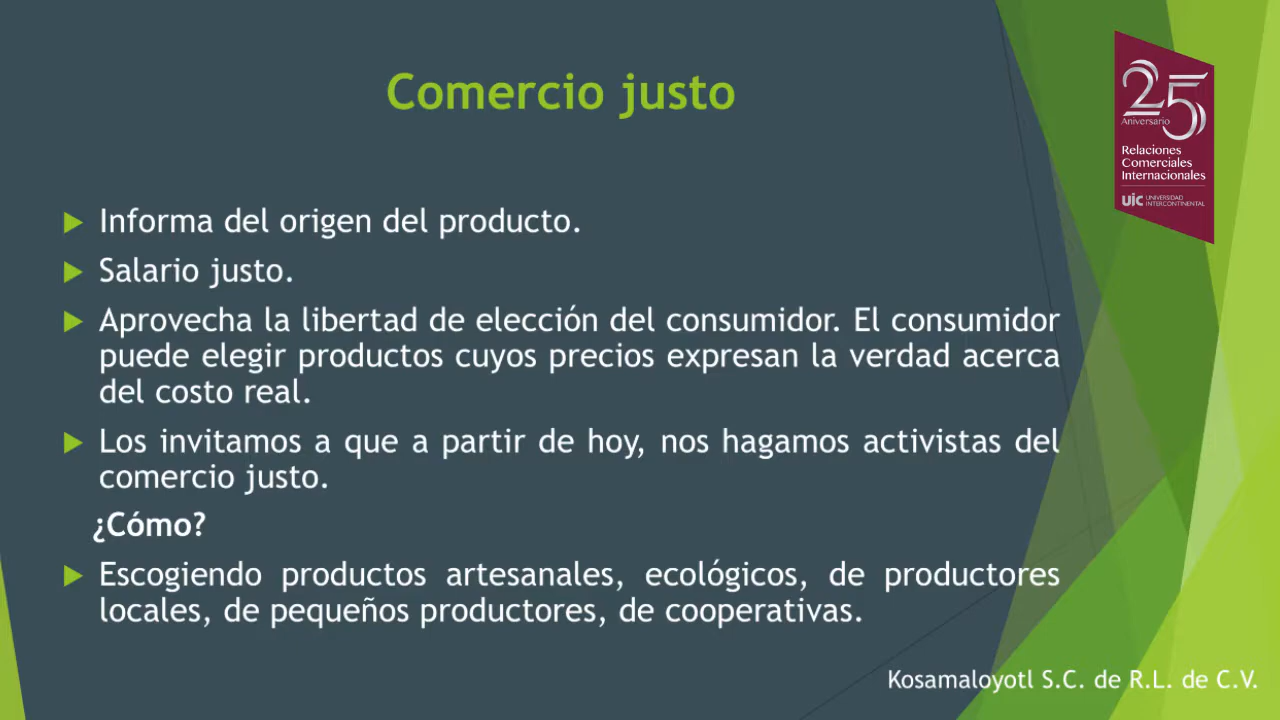 Comercio justo
25
Aniversario
Relaciones
Comerciales
Internacionales
uic UNIVERSIDAD
INTERCONTINENTAL
Informa del origen del producto.
Salario justo.
Aprovecha la libertad de elección del consumidor. El consumidor
puede elegir productos cuyos precios expresan la verdad acerca
del costo real.
Los invitamos a que a partir de hoy, nos hagamos activistas del
comercio justo.
¿Cómo?
Escogiendo productos artesanales, ecológicos, de productores
locales, de pequeños productores, de cooperativas.
Kosamaloyotl S.C. de R.L. de C.V.